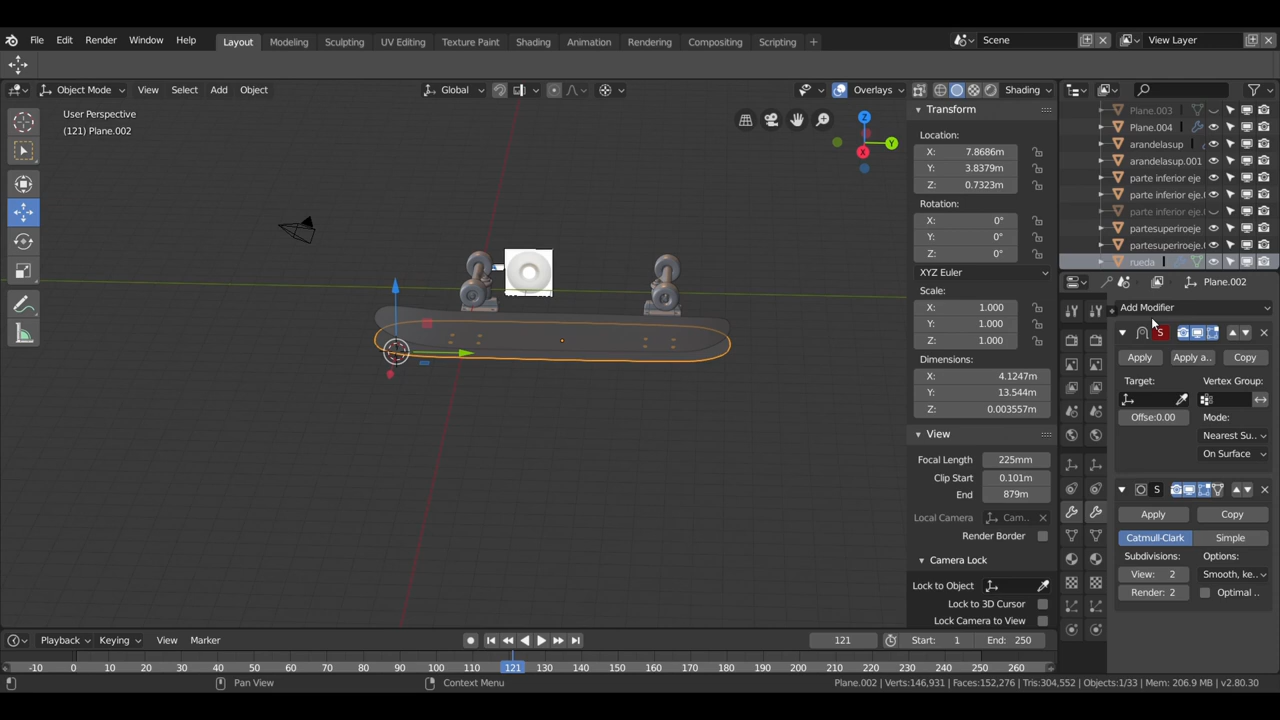 File Edit Render Window Help
Layout Modeling Sculpting UV Editing Texture Paint Shading Animation Rendering Compositing Scripting +
Scene View Layer
Object Mode View Select Add Object Global Overlays Shading
User Perspective
(121) Plane.002
Transform
Location:
X: 7.8686m
Y: 3.8379m
Z: 0.7323m
Rotation:
X: 0°
Y: 0°
Z: 0°
XYZ Euler
Scale:
X: 1.000
Y: 1.000
Z: 1.000
Dimensions:
X: 4.1247m
Y: 13.544m
Z: 0.003557m
View
Focal Length 225mm
Clip Start 0.101m
End 879m
Local Camera Cam..
Render Border
Camera Lock
Lock to Object
Lock to 3D Cursor
Lock Camera to View
Plane.003
Plane.004
arandelasup
arandelasup.001
parte inferior eje
parte inferior eje.
parte inferior eje.
partesuperiroeje
partesuperiroeje.
rueda
Plane.002
Add Modifier
S
Apply Apply a.. Copy
Target: Vertex Group:
Offse:0.00 Mode:
Nearest Su..
On Surface
S
Apply Copy
Catmull-Clark Simple
Subdivisions: Options:
View: 2 Smooth, ke..
Render: 2 Optimal ..
Playback Keying View Marker 121 Start: 1 End: 250
-10 0 10 20 30 40 50 60 70 80 90 100 110 121 130 140 150 160 170 180 190 200 210 220 230 240 250 260
Pan View Context Menu Plane.002 | Verts:146,931 | Faces:152,276 | Tris:304,552 | Objects:1/33 | Mem: 206.9 MB | v2.80.30